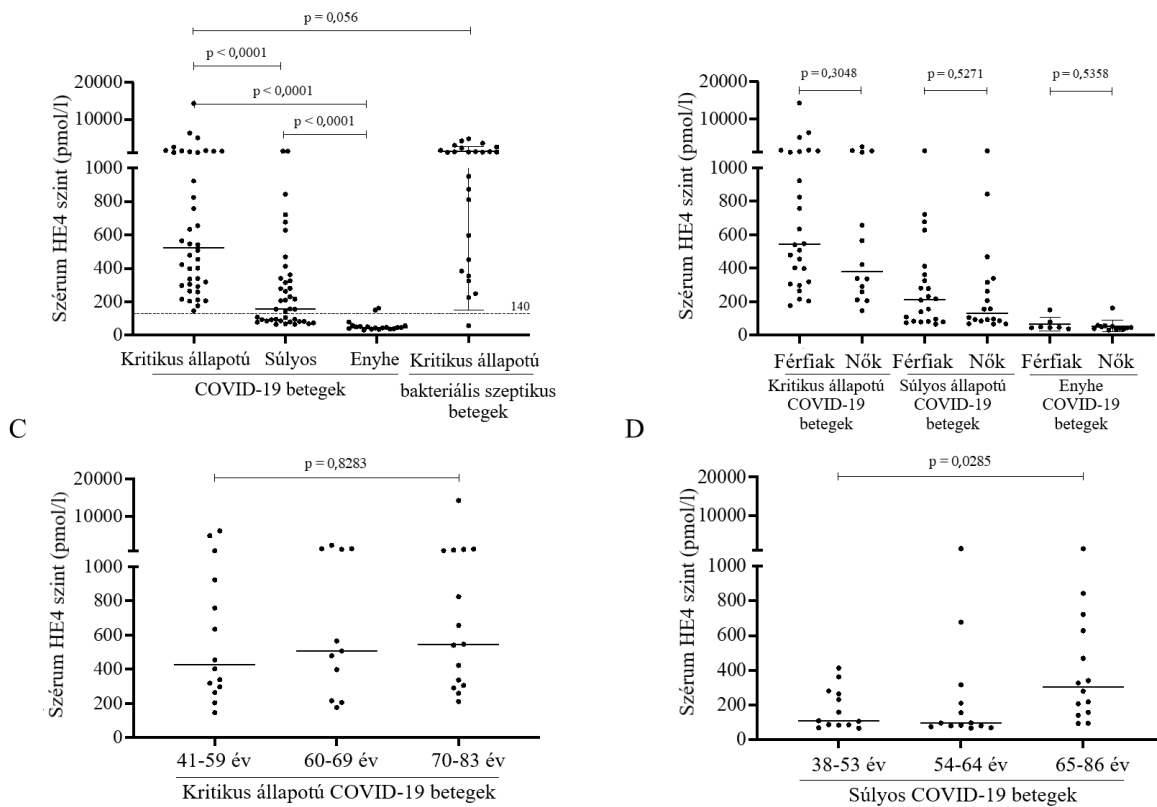 p = 0,056
p < 0,0001
p < 0,0001
p < 0,0001
Szérum HE4 szint (pmol/l)
20000
10000
1000
800
600
400
200
0
140
Kritikus állapotú Súlyos Enyhe Kritikus állapotú
COVID-19 betegek bakteriális szeptikus
betegek
p = 0,3048 p = 0,5271 p = 0,5358
Szérum HE4 szint (pmol/l)
20000
10000
1000
800
600
400
200
0
Férfiak Nők Férfiak Nők Férfiak Nők
Kritikus állapotú Súlyos állapotú Enyhe
COVID-19 COVID-19 COVID-19
betegek betegek betegek
C
p = 0,8283
Szérum HE4 szint (pmol/l)
20000
10000
1000
800
600
400
200
0
41-59 év 60-69 év 70-83 év
Kritikus állapotú COVID-19 betegek
D
p = 0,0285
Szérum HE4 szint (pmol/l)
20000
10000
1000
800
600
400
200
0
38-53 év 54-64 év 65-86 év
Súlyos COVID-19 betegek